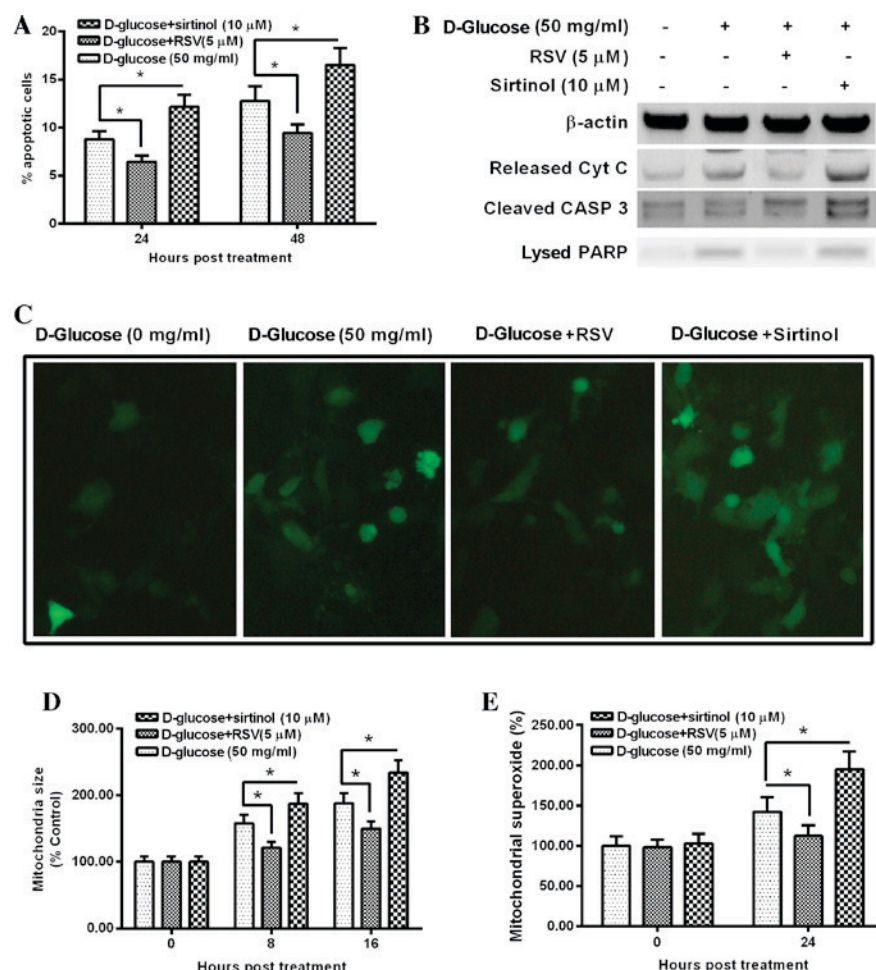 A
D-glucose+sirtinol (10 μM)
D-glucose+RSV(5 μM)
D-glucose (50 mg/ml)
% apoptotic cells
20
15
10
5
0
* * * *
24 48
Hours post treatment
B
D-Glucose (50 mg/ml) - + + +
RSV (5 μM) - - + -
Sirtinol (10 μM) - - - +
β-actin
Released Cyt C
Cleaved CASP 3
Lysed PARP
C
D-Glucose (0 mg/ml) D-Glucose (50 mg/ml) D-Glucose+RSV D-Glucose +Sirtinol
D
D-glucose+sirtinol (10 μM)
D-glucose+RSV(5 μM)
D-glucose (50 mg/ml)
Mitochondria size
(% Control)
300.00
200.00
100.00
0.00
* * * *
0 8 16
Hours post treatment
E
D-glucose+sirtinol (10 μM)
D-glucose+RSV(5 μM)
D-glucose (50 mg/ml)
Mitochondrial superoxide (%)
250.00
200.00
150.00
100.00
50.00
0.00
* *
0 24
Hours post treatment